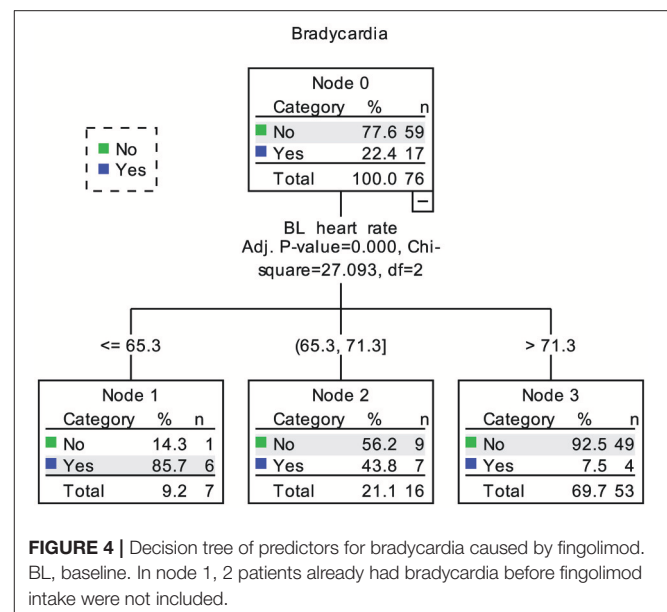 Bradycardia
Node 0
Category % n
No 77.6 59
Yes 22.4 17
Total 100.0 76
No
Yes
BL heart rate
Adj. P-value=0.000, Chi-
square=27.093, df=2
<= 65.3
(65.3, 71.3]
> 71.3
Node 1
Category % n
No 14.3 1
Yes 85.7 6
Total 9.2 7
Node 2
Category % n
No 56.2 9
Yes 43.8 7
Total 21.1 16
Node 3
Category % n
No 92.5 49
Yes 7.5 4
Total 69.7 53
FIGURE 4 | Decision tree of predictors for bradycardia caused by fingolimod.
BL, baseline. In node 1, 2 patients already had bradycardia before fingolimod
intake were not included.